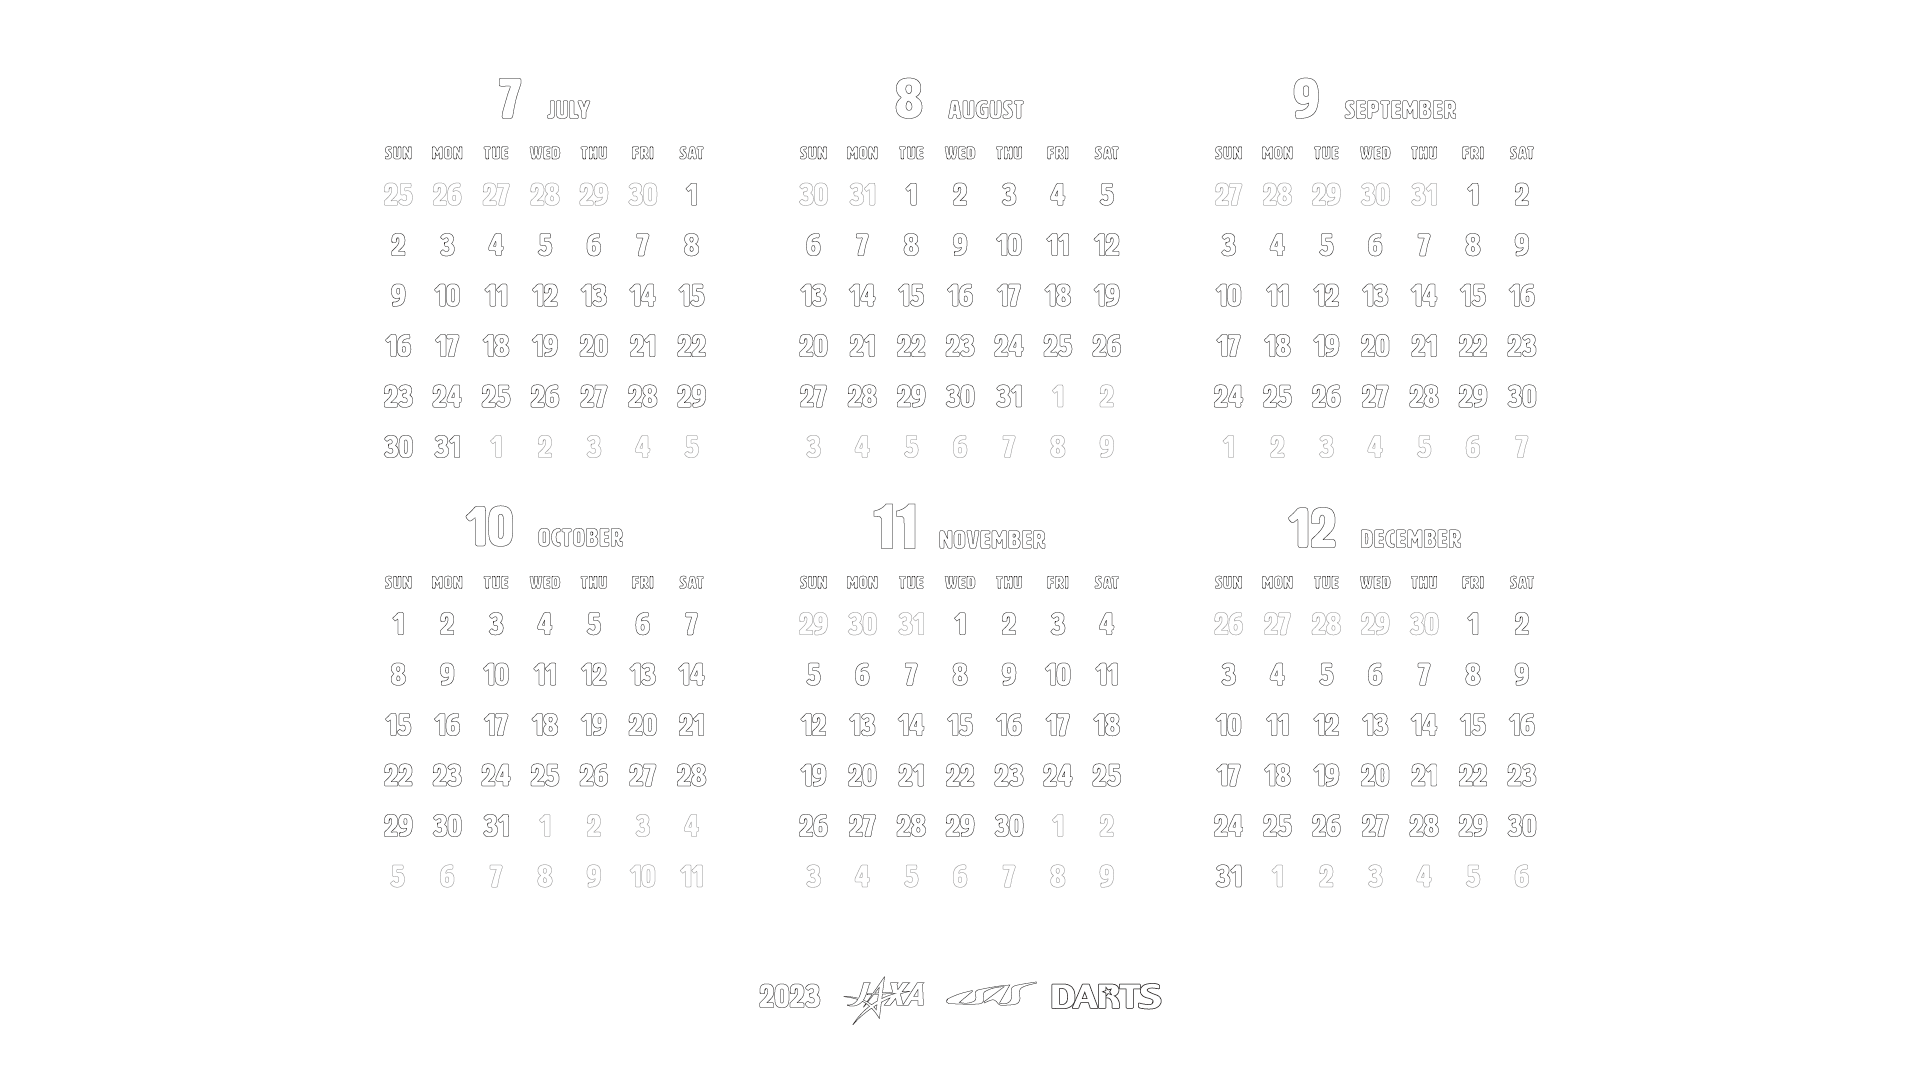 7 JULY
SUN MON TUE WED THU FRI SAT
25 26 27 28 29 30 1
2 3 4 5 6 7 8
9 10 11 12 13 14 15
16 17 18 19 20 21 22
23 24 25 26 27 28 29
30 31 1 2 3 4 5
8 AUGUST
SUN MON TUE WED THU FRI SAT
30 31 1 2 3 4 5
6 7 8 9 10 11 12
13 14 15 16 17 18 19
20 21 22 23 24 25 26
27 28 29 30 31 1 2
3 4 5 6 7 8 9
9 SEPTEMBER
SUN MON TUE WED THU FRI SAT
27 28 29 30 31 1 2
3 4 5 6 7 8 9
10 11 12 13 14 15 16
17 18 19 20 21 22 23
24 25 26 27 28 29 30
1 2 3 4 5 6 7
10 OCTOBER
SUN MON TUE WED THU FRI SAT
1 2 3 4 5 6 7
8 9 10 11 12 13 14
15 16 17 18 19 20 21
22 23 24 25 26 27 28
29 30 31 1 2 3 4
5 6 7 8 9 10 11
11 NOVEMBER
SUN MON TUE WED THU FRI SAT
29 30 31 1 2 3 4
5 6 7 8 9 10 11
12 13 14 15 16 17 18
19 20 21 22 23 24 25
26 27 28 29 30 1 2
3 4 5 6 7 8 9
12 DECEMBER
SUN MON TUE WED THU FRI SAT
26 27 28 29 30 1 2
3 4 5 6 7 8 9
10 11 12 13 14 15 16
17 18 19 20 21 22 23
24 25 26 27 28 29 30
31 1 2 3 4 5 6
2023 JAXA ISAS DARTS